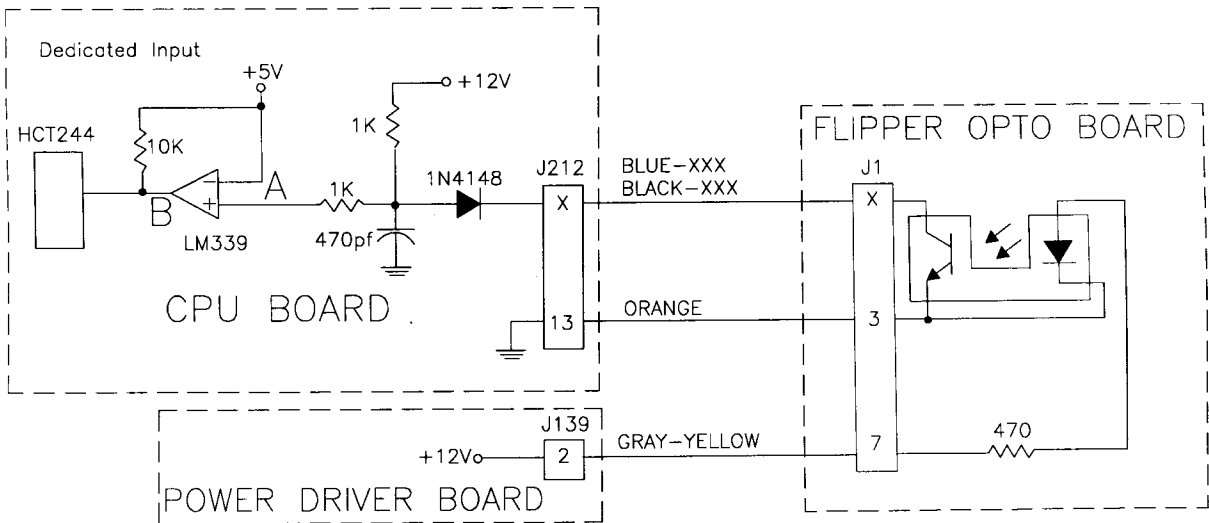 Dedicated Input
+5V
+12V
HCT244
10K
1K
A
B
1K
1N4148
J212
X
13
LM339
470pf
CPU BOARD
BLUE-XXX
BLACK-XXX
ORANGE
FLIPPER OPTO BOARD
J1
X
3
7
470
J139
2
+12V
GRAY-YELLOW
POWER DRIVER BOARD